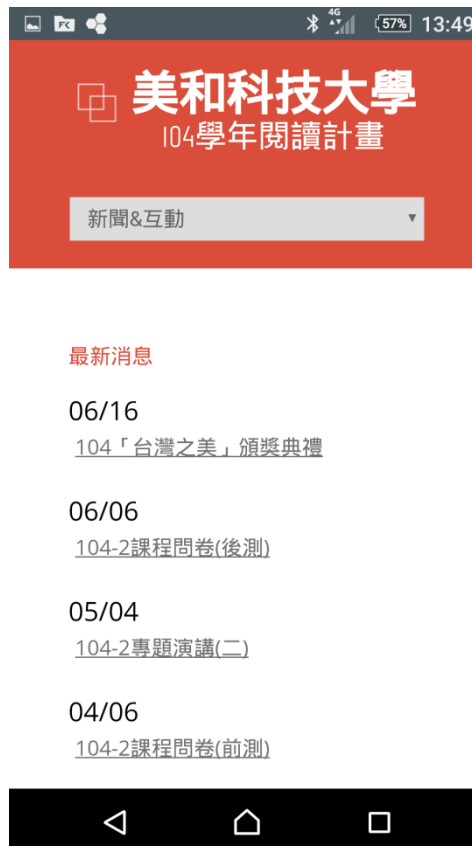 FK 4G 57% 13:49
美和科技大學
104學年閱讀計畫
新聞&互動
最新消息
06/16
104「台灣之美」頒獎典禮
06/06
104-2課程問卷(後測)
05/04
104-2專題演講(二)
04/06
104-2課程問卷(前測)